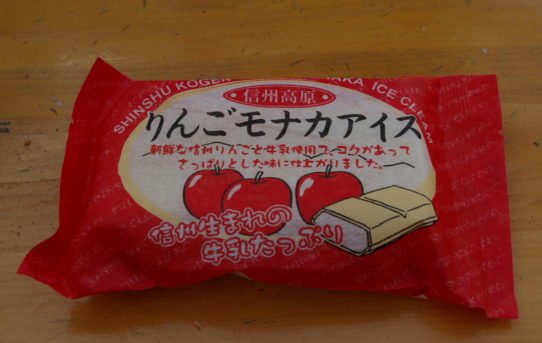 SHINSHU KOGEN
AKA ICE CLEAM
信州高原
りんごモナカアイス
新鮮な信州りんごと牛乳使用で、コクがあって
さっぱりとした味に仕上がりました。
信州生まれの
牛乳たっぷり